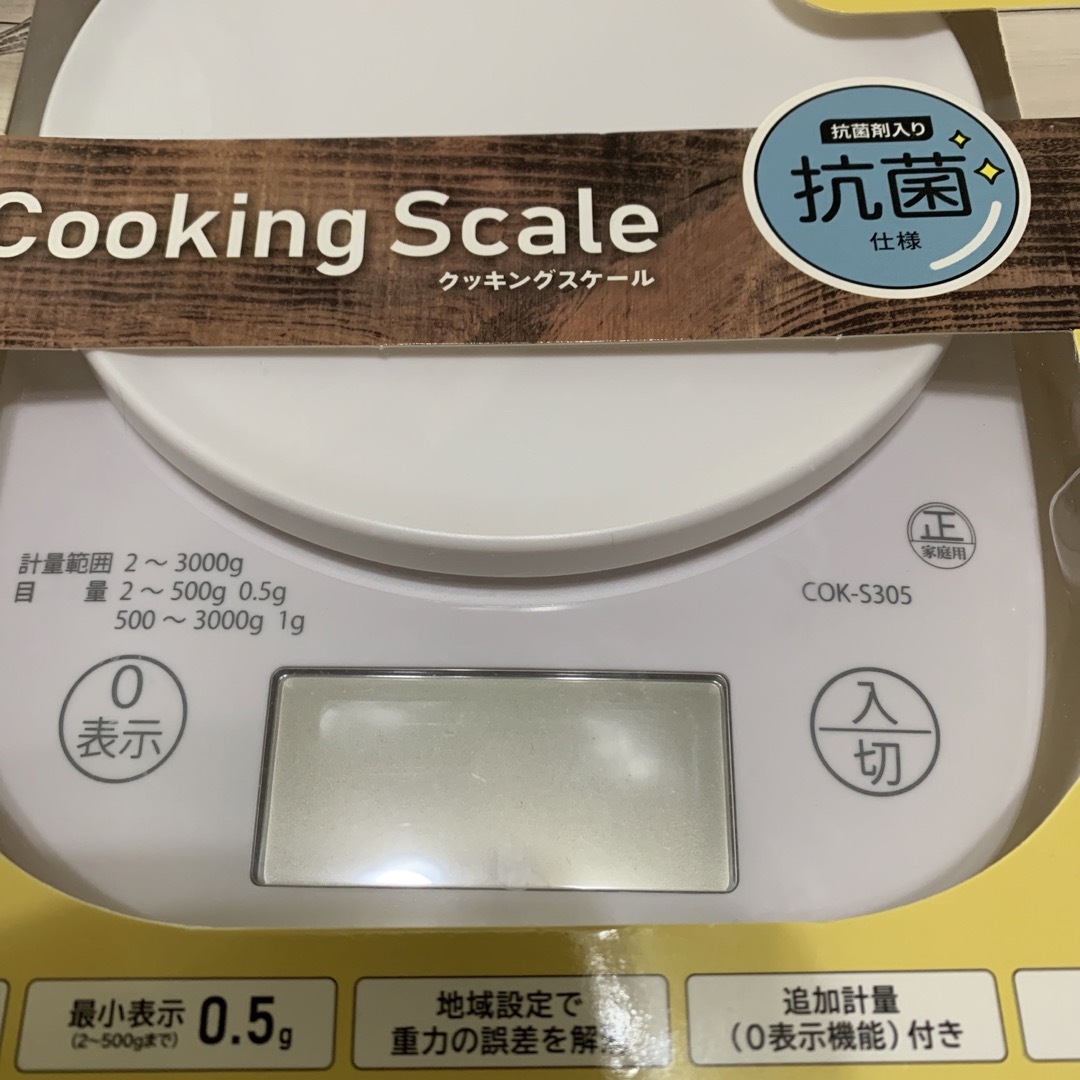 抗菌剤入り
抗菌
仕様
Cooking Scale
クッキングスケール
正
家庭用
計量範囲 2～3000g
目 量 2～500g 0.5g
500～3000g 1g
COK-S305
0
表示
入
切
最小表示 0.5g
(2~500gまで)
地域設定で
重力の誤差を解
追加計量
(0表示機能)付き